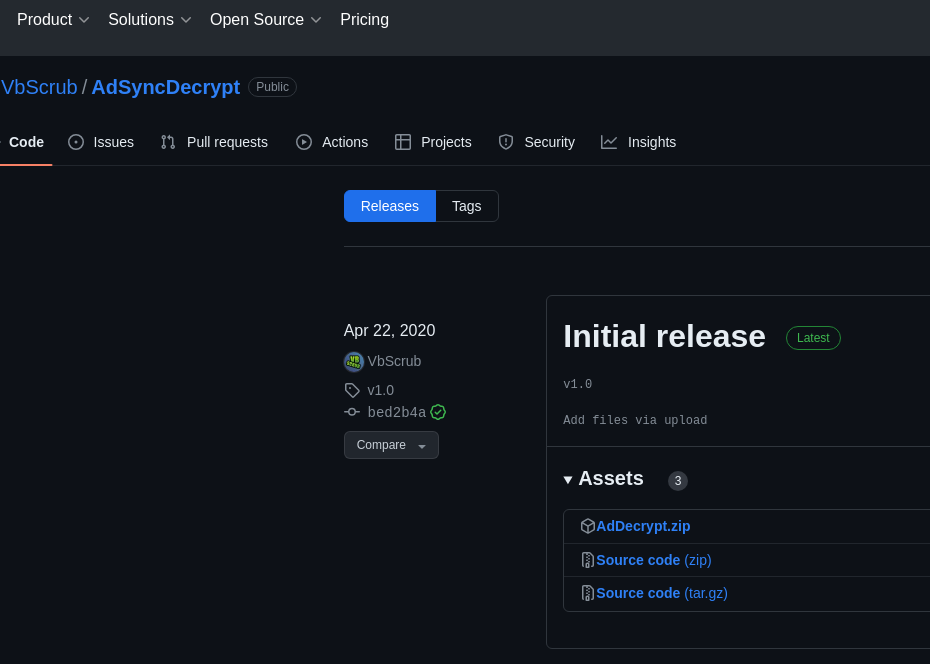 Product Solutions Open Source Pricing
VbScrub / AdSyncDecrypt Public
Code Issues Pull requests Actions Projects Security Insights
Releases Tags
Apr 22, 2020
VbScrub
v1.0
bed2b4a
Compare
Initial release Latest
v1.0
Add files via upload
Assets 3
AdDecrypt.zip
Source code (zip)
Source code (tar.gz)